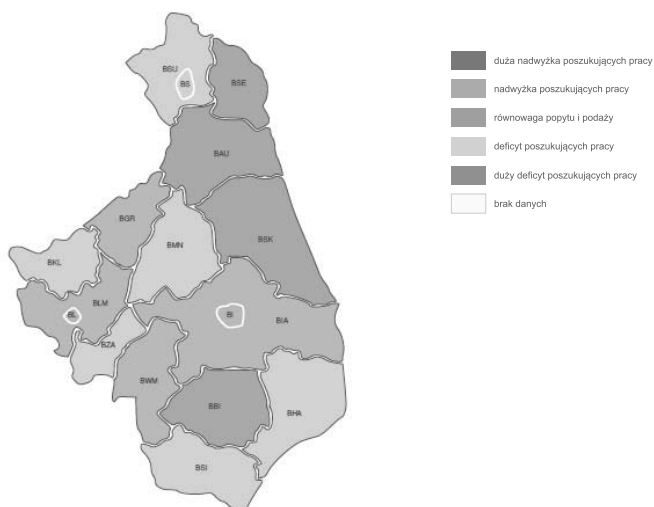 BSU
BS
BSE
BAU
BGR
BSK
BMN
BKL
BLM
BL
BI
BIA
BZA
BWM
BBI
BHA
BSI
duża nadwyżka poszukujących pracy
nadwyżka poszukujących pracy
równowaga popytu i podaży
deficyt poszukujących pracy
duży deficyt poszukujących pracy
brak danych